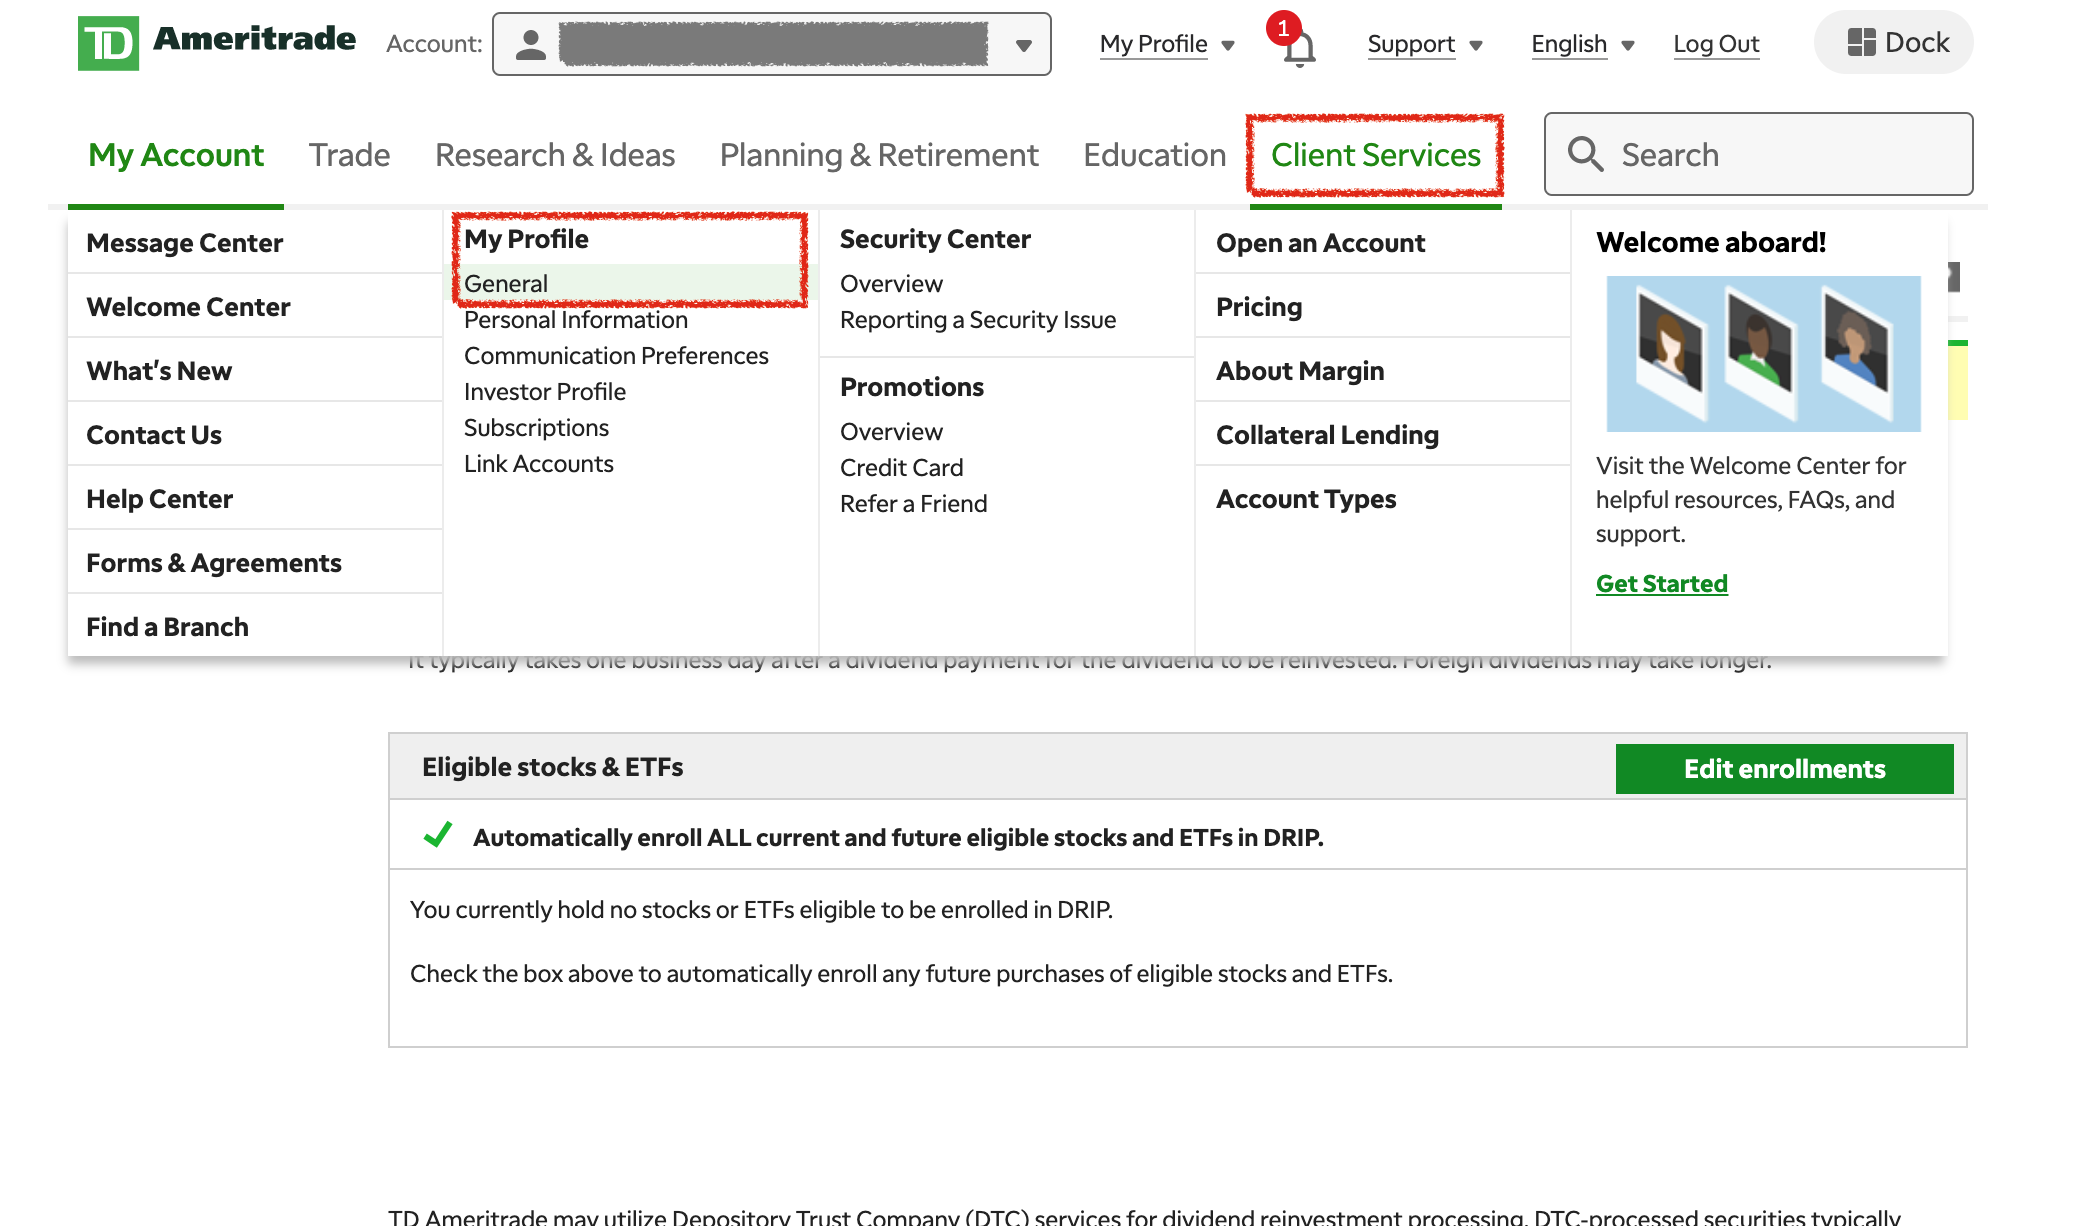 TD Ameritrade Account: My Profile 1 Support English Log Out Dock
My Account Trade Research & Ideas Planning & Retirement Education Client Services Search
Message Center
Welcome Center
What's New
Contact Us
Help Center
Forms & Agreements
Find a Branch
My Profile
General
Personal Information
Communication Preferences
Investor Profile
Subscriptions
Link Accounts
Security Center
Overview
Reporting a Security Issue
Promotions
Overview
Credit Card
Refer a Friend
Open an Account
Pricing
About Margin
Collateral Lending
Account Types
Welcome aboard!
Visit the Welcome Center for
helpful resources, FAQs, and
support.
Get Started
It typically takes one business day after a dividend payment for the dividend to be reinvested. Foreign dividends may take longer.
Eligible stocks & ETFs Edit enrollments
Automatically enroll ALL current and future eligible stocks and ETFs in DRIP.
You currently hold no stocks or ETFs eligible to be enrolled in DRIP.
Check the box above to automatically enroll any future purchases of eligible stocks and ETFs.
TD Ameritrade may utilize Depository Trust Company (DTC) services for dividend reinvestment processing. DTC-processed securities typically